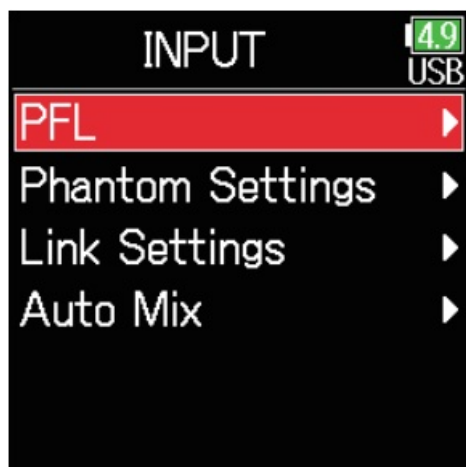 INPUT
4.9
USB
PFL
Phantom Settings
Link Settings
Auto Mix